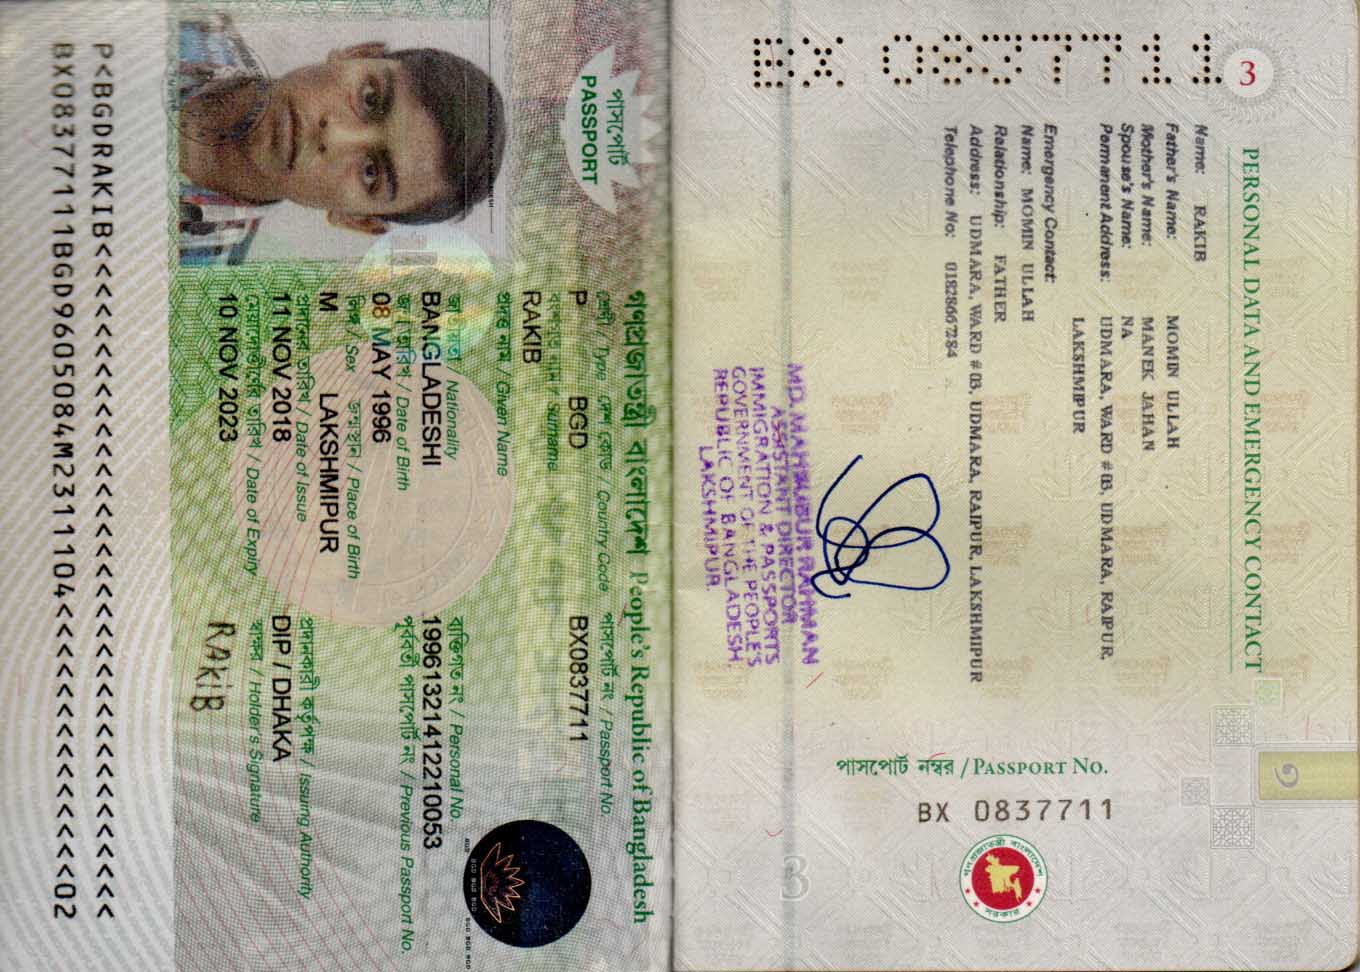 3
PERSONAL DATA AND EMERGENCY CONTACT
Name: RAKIB
Father's Name: MOMIN ULLAH
Mother's Name: MANEK JAHAN
Spouse's Name: NA
Permanent Address: UDMARA, WARD # 03, UDMARA, RAIPUR,
LAKSHMIPUR
Emergency Contact:
Name: MOMIN ULLAH
Relationship: FATHER
Address: UDMARA, WARD # 03, UDMARA, RAIPUR, LAKSHMIPUR
Telephone No: 01828667284
BX 0837711
পাসপোর্ট নম্বর / PASSPORT No.
BX 0837711
৩
MD. MAHBUBUR RAHMAN
ASSISTANT DIRECTOR
IMMIGRATION & PASSPORTS
GOVERNMENT OF THE PEOPLE'S
REPUBLIC OF BANGLADESH.
LAKSHMIPUR.
গণপ্রজাতন্ত্রী বাংলাদেশ People's Republic of Bangladesh
পাসপোর্ট
PASSPORT
শ্রেণী / Type দেশ কোড / Country Code পাসপোর্ট নং / Passport No.
P BGD BX0837711
বংশগত নাম / Surname
RAKIB
প্রদত্ত নাম / Given Name
BGD BGD BGD BGD BGD BGD
জাতীয়তা / Nationality ব্যক্তিগত নং / Personal No.
BANGLADESHI 19961321412210053
জন্ম তারিখ / Date of Birth পূর্ববর্তী পাসপোর্ট নং / Previous Passport No.
08 MAY 1996
লিঙ্গ / Sex জন্মস্থান / Place of Birth
M LAKSHMIPUR
প্রদানের তারিখ / Date of Issue প্রদানকারী কর্তৃপক্ষ / Issuing Authority
11 NOV 2018 DIP / DHAKA
মেয়াদোত্তীর্ণের তারিখ / Date of Expiry স্বাক্ষর / Holder's Signature
10 NOV 2023 RAKiB
P<BGDRAKIB<<<<<<<<<<<<<<<<<<<<<<<<<<<<<<<<<<
BX08377111BGD9605084M2311104<<<<<<<<<<<<<<02